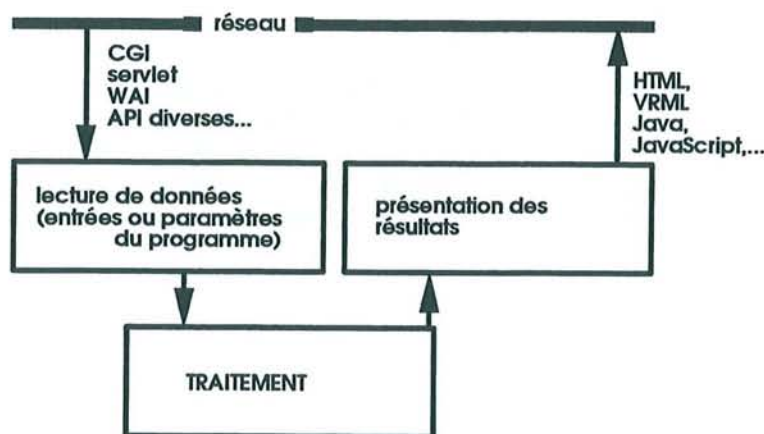 réseau
CGI
servlet
WAI
API diverses...
HTML,
VRML
Java,
JavaScript,...
lecture de données
(entrées ou paramètres
du programme)
présentation des
résultats
TRAITEMENT